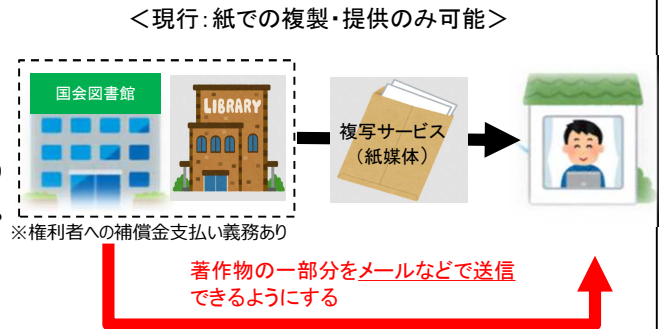 ＜現行：紙での複製・提供のみ可能＞
国会図書館
LIBRARY
複写サービス
（紙媒体）
※権利者への補償金支払い義務あり
著作物の一部分をメールなどで送信
できるようにする